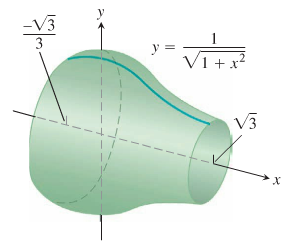 y
-√3/3
y = 1/√(1 + x²)
√3
x